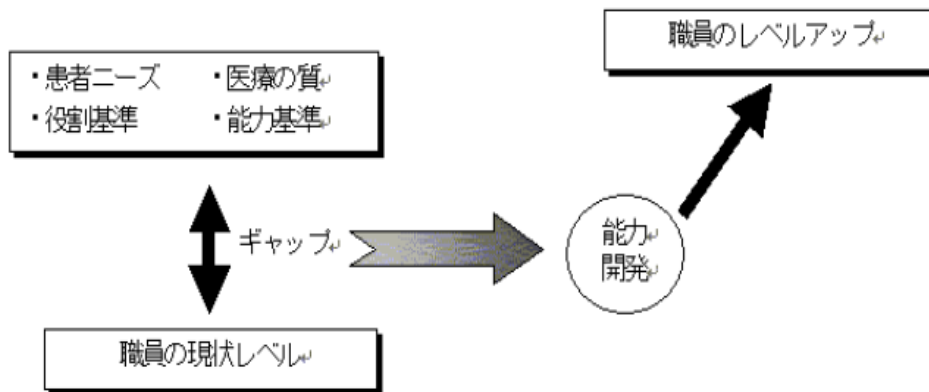 職員のレベルアップ
・患者ニーズ ・医療の質
・役割基準 ・能力基準
ギャップ
能力
開発
職員の現状レベル